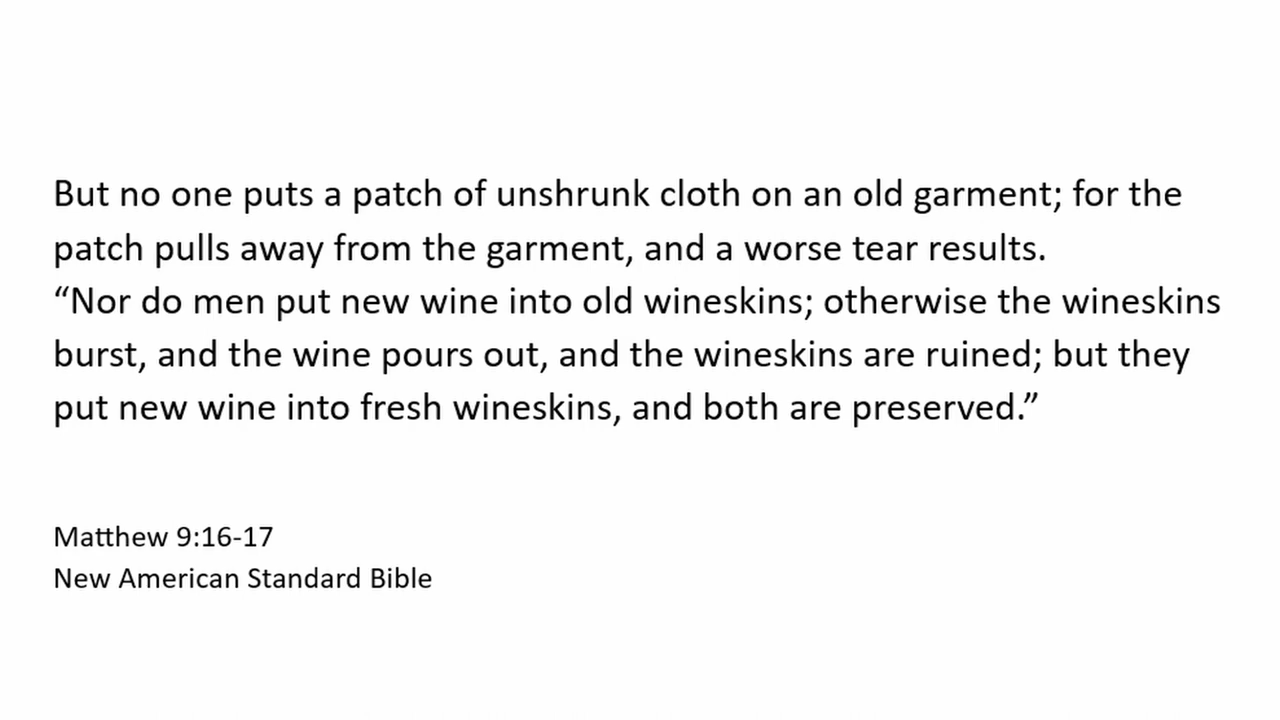 But no one puts a patch of unshrunk cloth on an old garment; for the
patch pulls away from the garment, and a worse tear results.
“Nor do men put new wine into old wineskins; otherwise the wineskins
burst, and the wine pours out, and the wineskins are ruined; but they
put new wine into fresh wineskins, and both are preserved.”
Matthew 9:16-17
New American Standard Bible